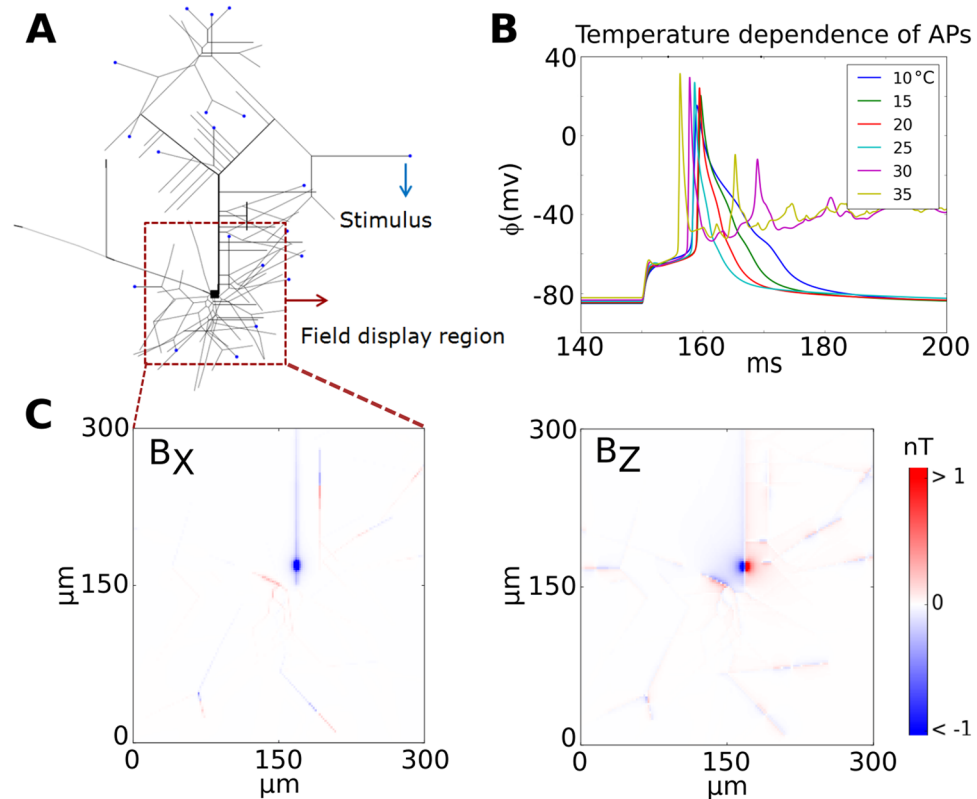 A
Stimulus
Field display region
B
Temperature dependence of APs
40
0
-40
-80
ϕ(mv)
140
160
180
200
ms
10 °C
15
20
25
30
35
C
300
150
0
µm
0
150
300
µm
BX
300
150
0
µm
0
150
300
µm
BZ
nT
> 1
0
< -1